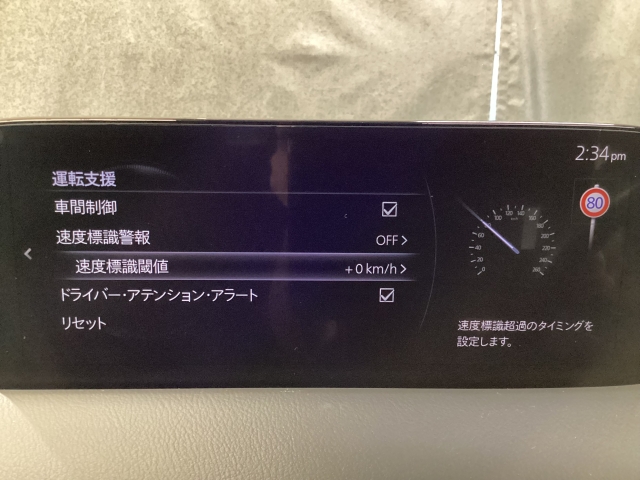 2:34pm
運転支援
車間制御
速度標識警報 OFF
速度標識閾値 +0 km/h
ドライバー・アテンション・アラート
リセット
80
速度標識超過のタイミングを
設定します。